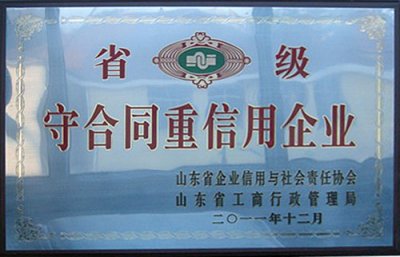 省级
守合同重信用企业
山东省企业信用与社会责任协会
山东省工商行政管理局
二〇一一年十二月